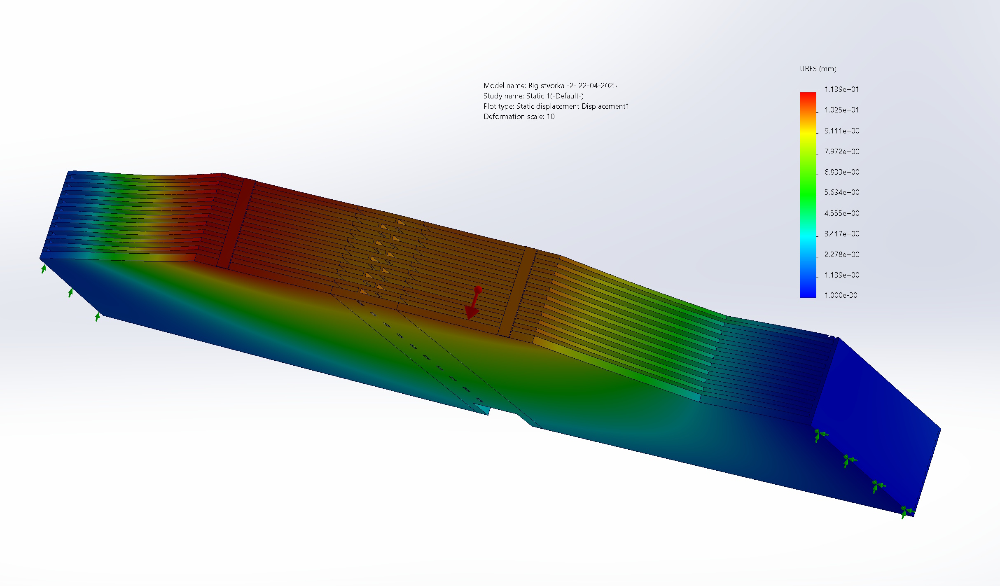 URES (mm)
Model name: Big stvorka -2- 22-04-2025
Study name: Static 1(-Default-)
Plot type: Static displacement Displacement1
Deformation scale: 10
1.139e+01
1.025e+01
9.111e+00
7.972e+00
6.833e+00
5.694e+00
4.555e+00
3.417e+00
2.278e+00
1.139e+00
1.000e-30